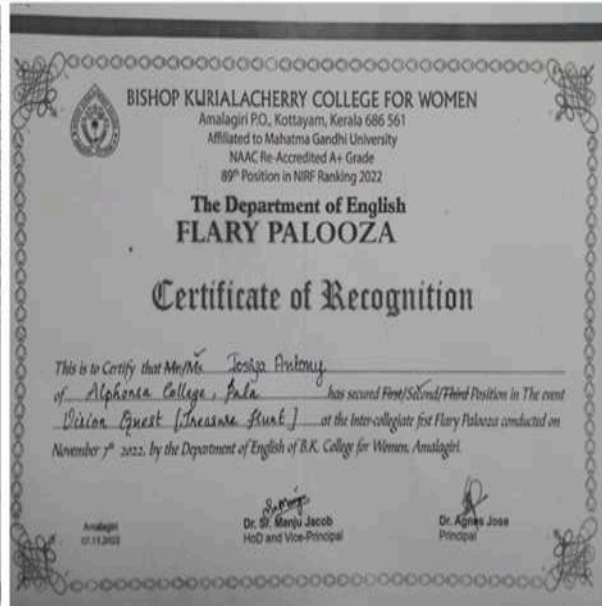 BISHOP KURIALACHERRY COLLEGE FOR WOMEN
Amalagiri P.O., Kottayam, Kerala 686 561
Affiliated to Mahatma Gandhi University
NAAC Re-Accredited A+ Grade
89th Position in NIRF Ranking 2022
The Department of English
FLARY PALOOZA
Certificate of Recognition
This is to Certify that Mr/Ms. Antony
of Alphonsa College, Pala has secured First/Second/Third Position in The event
Vision Quest [Treasure Hunt] at the Inter-collegiate fest Flary Palooza conducted on
November 7th 2022, by the Department of English of B.K. College for Women, Amalagiri.
Amalagiri
07.11.2022
Dr. Sr. Manju Jacob
HoD and Vice-Principal
Dr. Agnes Jose
Principal